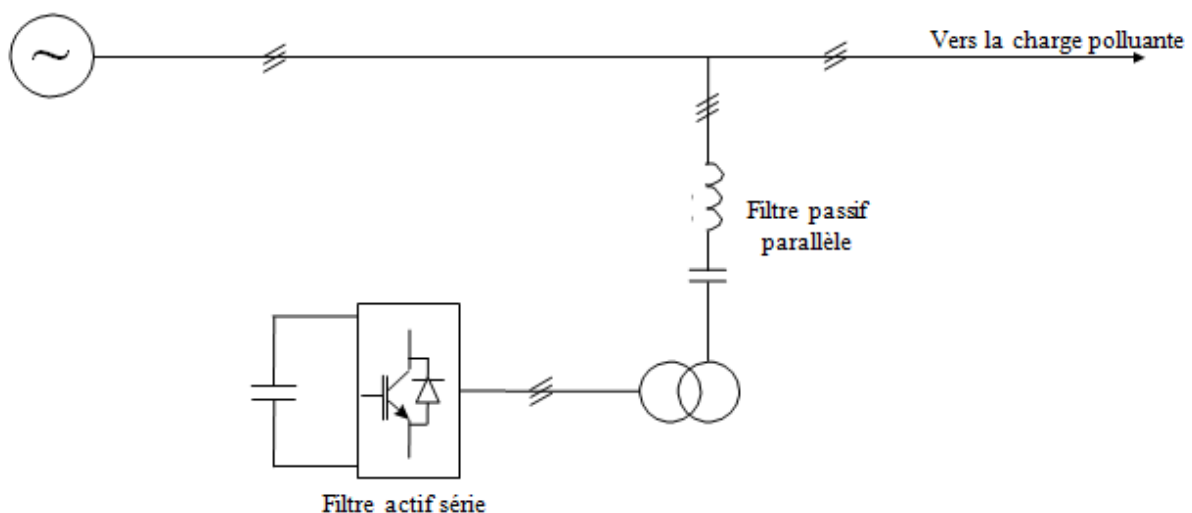 Vers la charge polluante
Filtre passif
parallèle
Filtre actif série